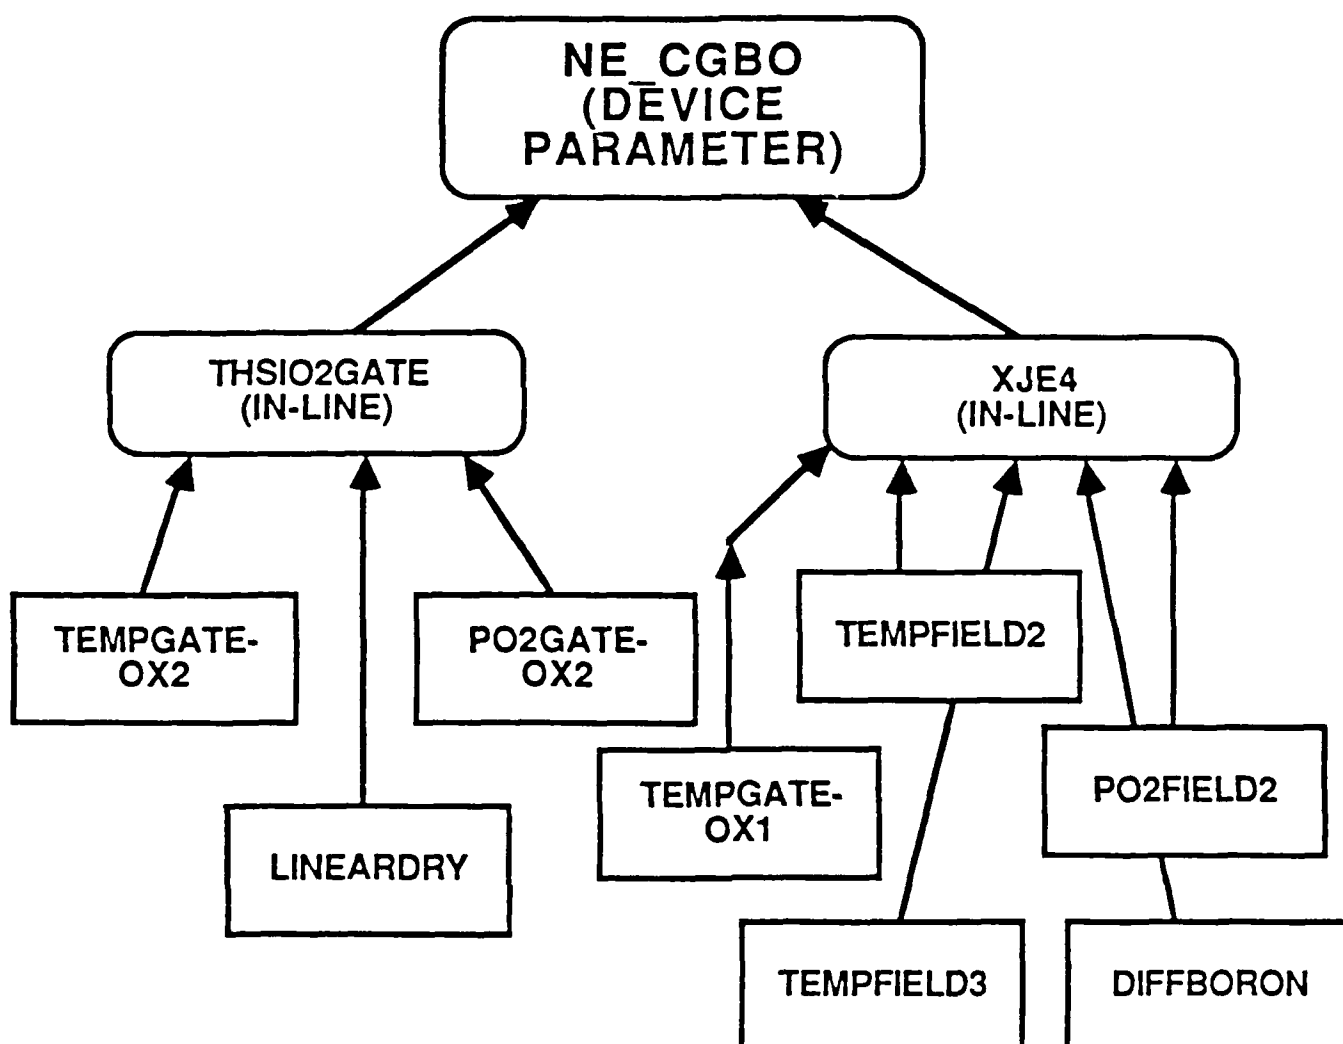 NE_CGBO
(DEVICE
PARAMETER)
THSIO2GATE
(IN-LINE)
XJE4
(IN-LINE)
TEMPGATE-
OX2
PO2GATE-
OX2
TEMPFIELD2
LINEARDRY
TEMPGATE-
OX1
PO2FIELD2
TEMPFIELD3
DIFFBORON